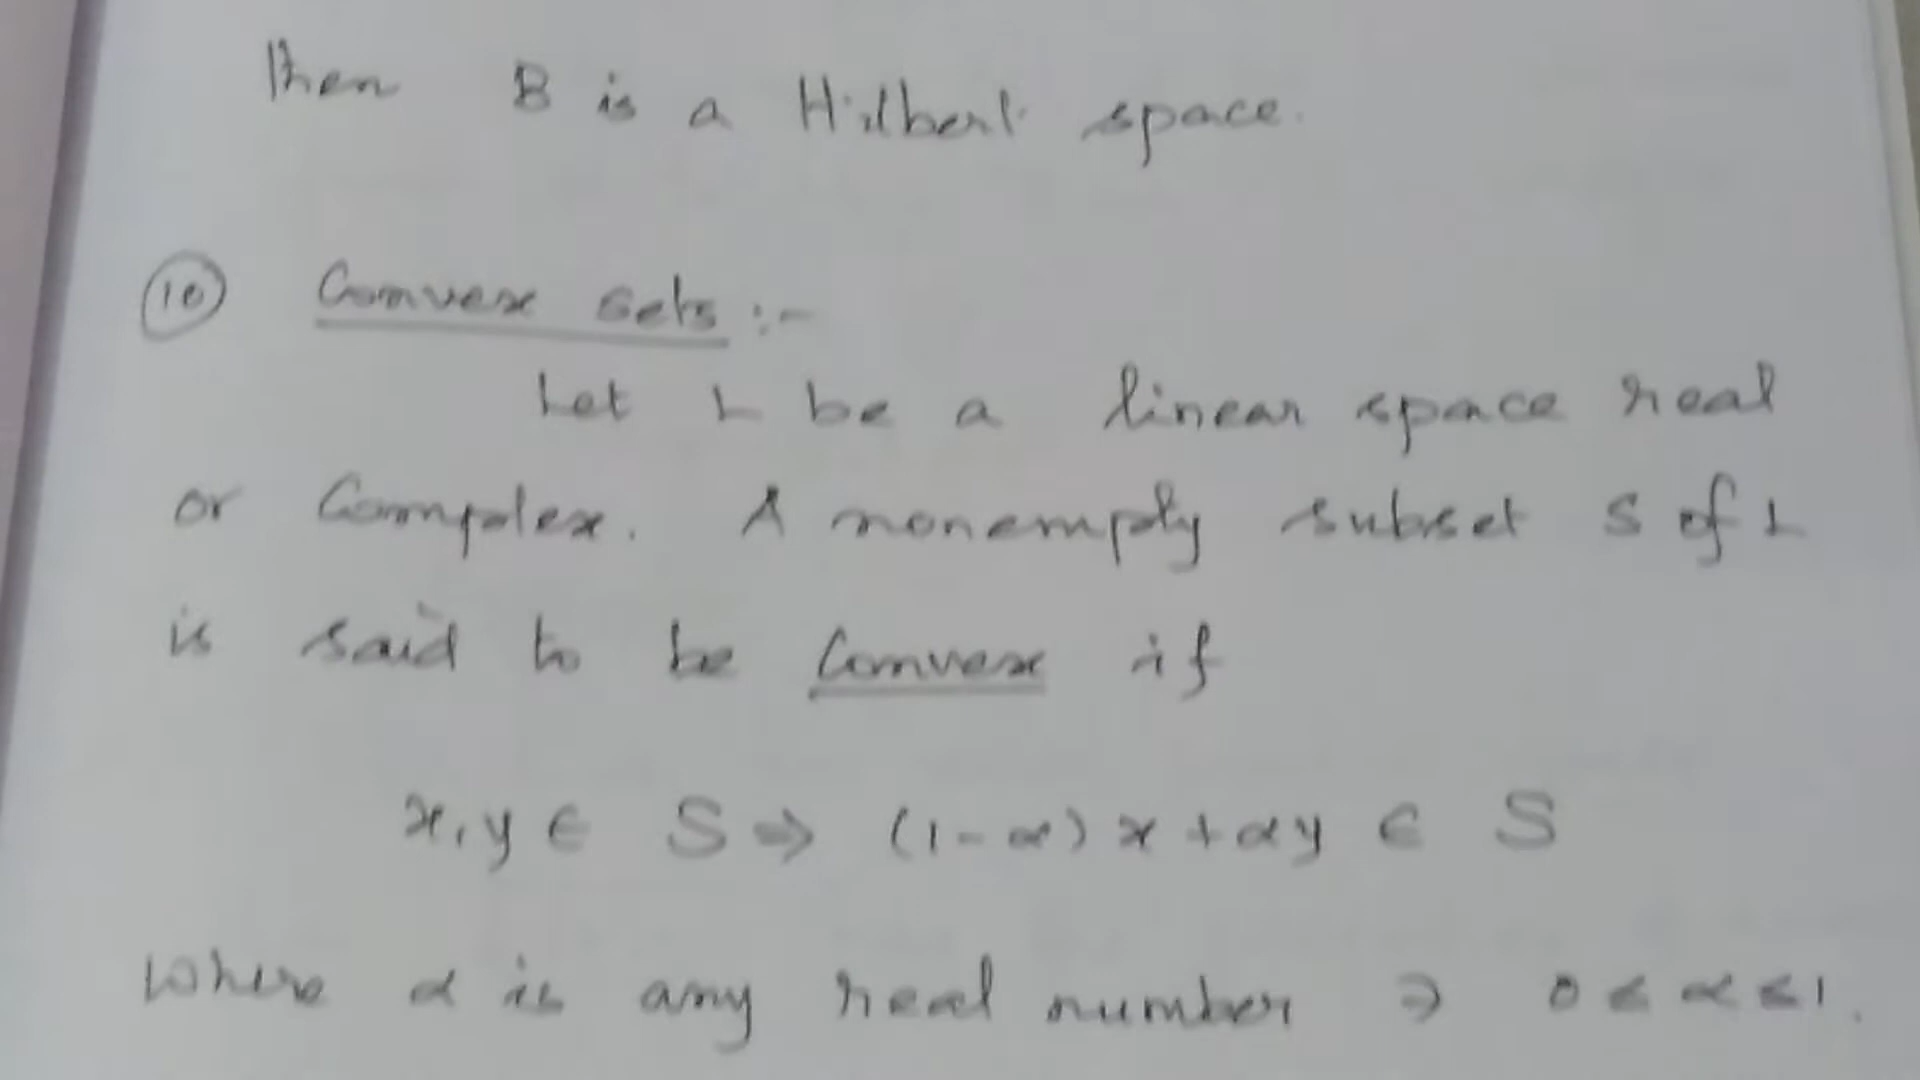 Then B is a Hilbert space.
10 Convex sets :-
Let L be a linear space real
or Complex. A nonempty subset S of L
is said to be Convex if
x, y ∈ S ⇒ (1-α) x + αy ∈ S
where α is any real number ∋ 0 ≤ α ≤ 1.